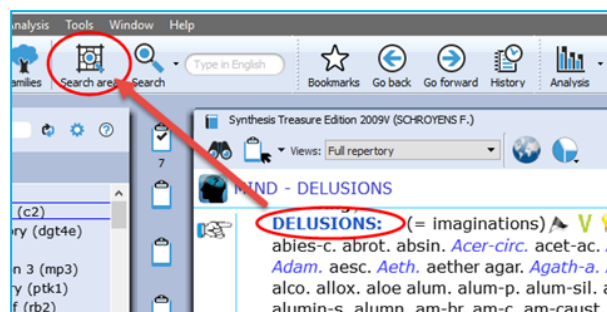 nalysis Tools Window Help
amilies Search area Search Type in English Bookmarks Go back Go forward History Analysis
Synthesis Treasure Edition 2009V (SCHROYENS F.)
Views: Full repertory
7
MIND - DELUSIONS
(c2)
ry (dgt4e)
n 3 (mp3)
y (ptk1)
f (rb2)
DELUSIONS: (= imaginations) V
abies-c. abrot. absin. Acer-circ. acet-ac.
Adam. aesc. Aeth. aether agar. Agath-a.
alco. allox. aloe alum. alum-p. alum-sil. a
alumin-s. alump. am-br. am-c. am-caust.